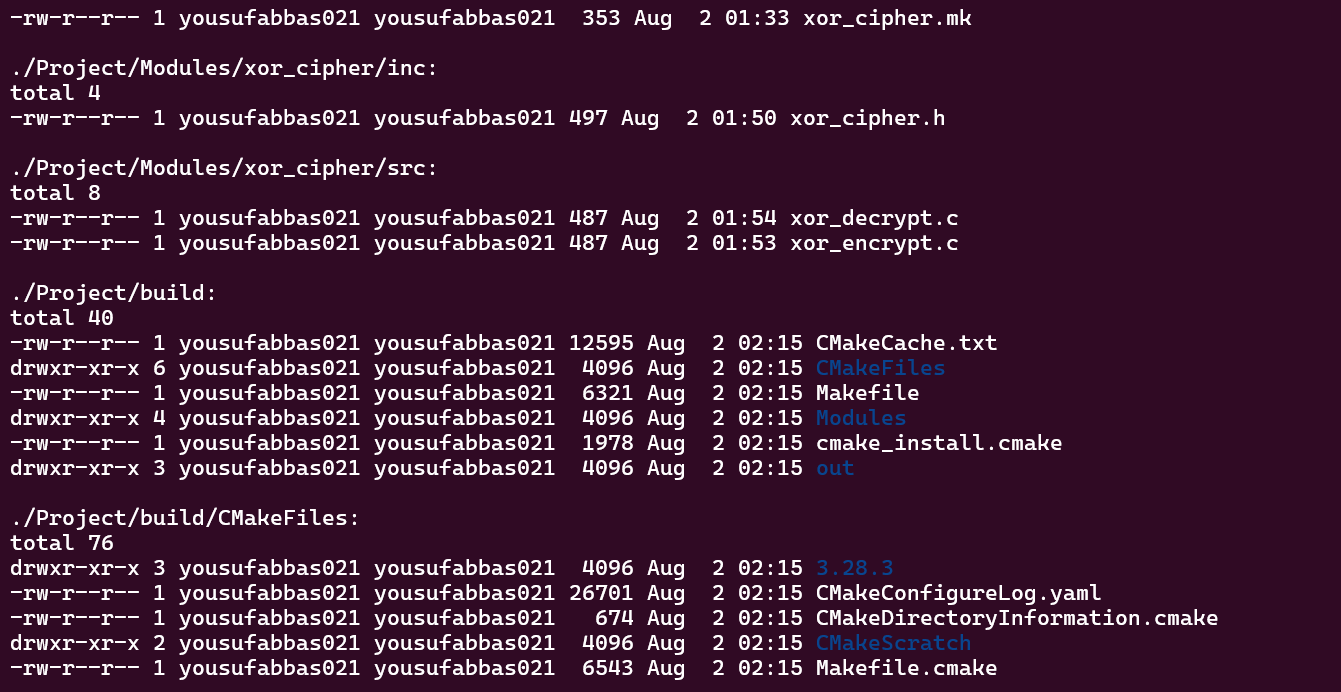 -rw-r--r-- 1 yousufabbas021 yousufabbas021  353 Aug  2 01:33 xor_cipher.mk

./Project/Modules/xor_cipher/inc:
total 4
-rw-r--r-- 1 yousufabbas021 yousufabbas021 497 Aug  2 01:50 xor_cipher.h

./Project/Modules/xor_cipher/src:
total 8
-rw-r--r-- 1 yousufabbas021 yousufabbas021 487 Aug  2 01:54 xor_decrypt.c
-rw-r--r-- 1 yousufabbas021 yousufabbas021 487 Aug  2 01:53 xor_encrypt.c

./Project/build:
total 40
-rw-r--r-- 1 yousufabbas021 yousufabbas021 12595 Aug  2 02:15 CMakeCache.txt
drwxr-xr-x 6 yousufabbas021 yousufabbas021  4096 Aug  2 02:15 CMakeFiles
-rw-r--r-- 1 yousufabbas021 yousufabbas021  6321 Aug  2 02:15 Makefile
drwxr-xr-x 4 yousufabbas021 yousufabbas021  4096 Aug  2 02:15 Modules
-rw-r--r-- 1 yousufabbas021 yousufabbas021  1978 Aug  2 02:15 cmake_install.cmake
drwxr-xr-x 3 yousufabbas021 yousufabbas021  4096 Aug  2 02:15 out

./Project/build/CMakeFiles:
total 76
drwxr-xr-x 3 yousufabbas021 yousufabbas021  4096 Aug  2 02:15 3.28.3
-rw-r--r-- 1 yousufabbas021 yousufabbas021 26701 Aug  2 02:15 CMakeConfigureLog.yaml
-rw-r--r-- 1 yousufabbas021 yousufabbas021   674 Aug  2 02:15 CMakeDirectoryInformation.cmake
drwxr-xr-x 2 yousufabbas021 yousufabbas021  4096 Aug  2 02:15 CMakeScratch
-rw-r--r-- 1 yousufabbas021 yousufabbas021  6543 Aug  2 02:15 Makefile.cmake